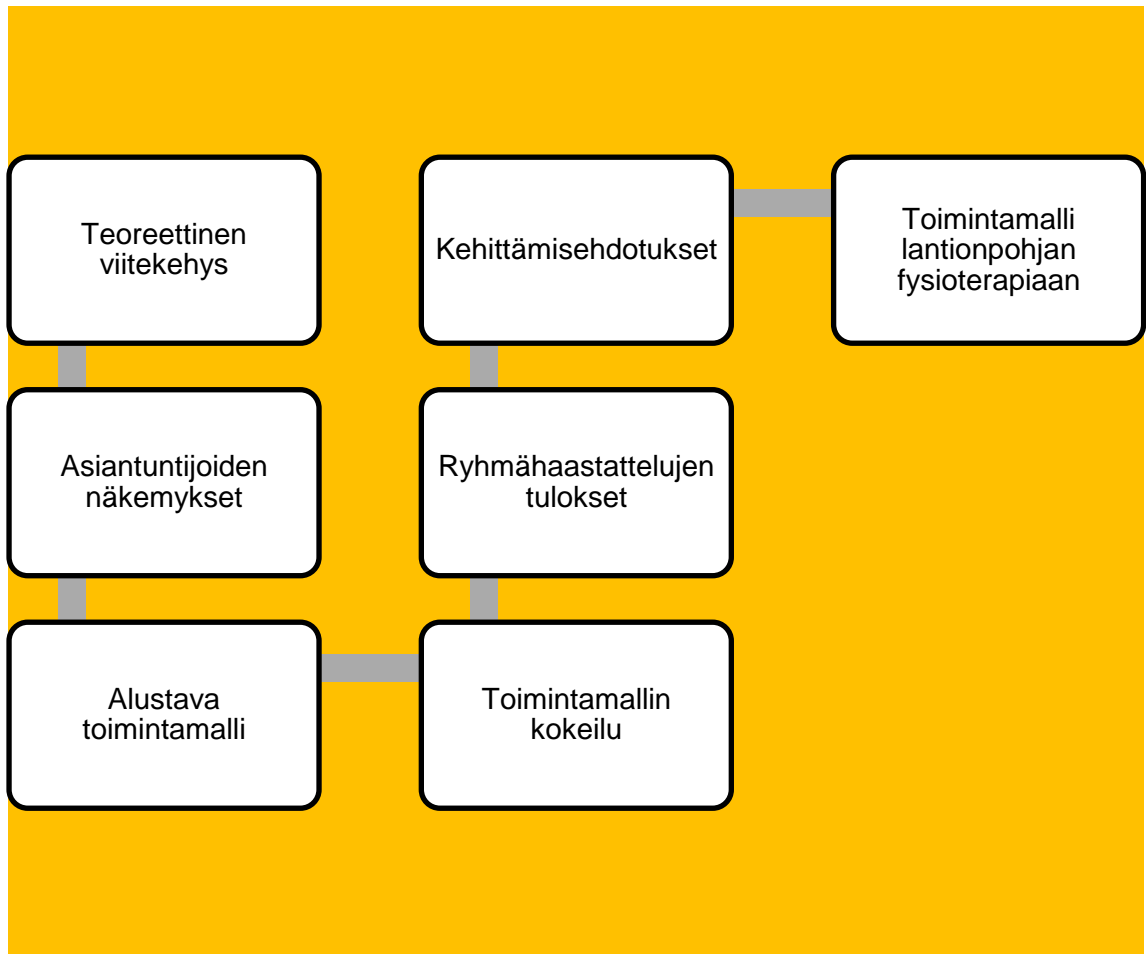 Teoreettinen
viitekehys
Asiantuntijoiden
näkemykset
Alustava
toimintamalli
Toimintamallin
kokeilu
Ryhmähaastattelujen
tulokset
Kehittämisehdotukset
Toimintamalli
lantionpohjan
fysioterapiaan